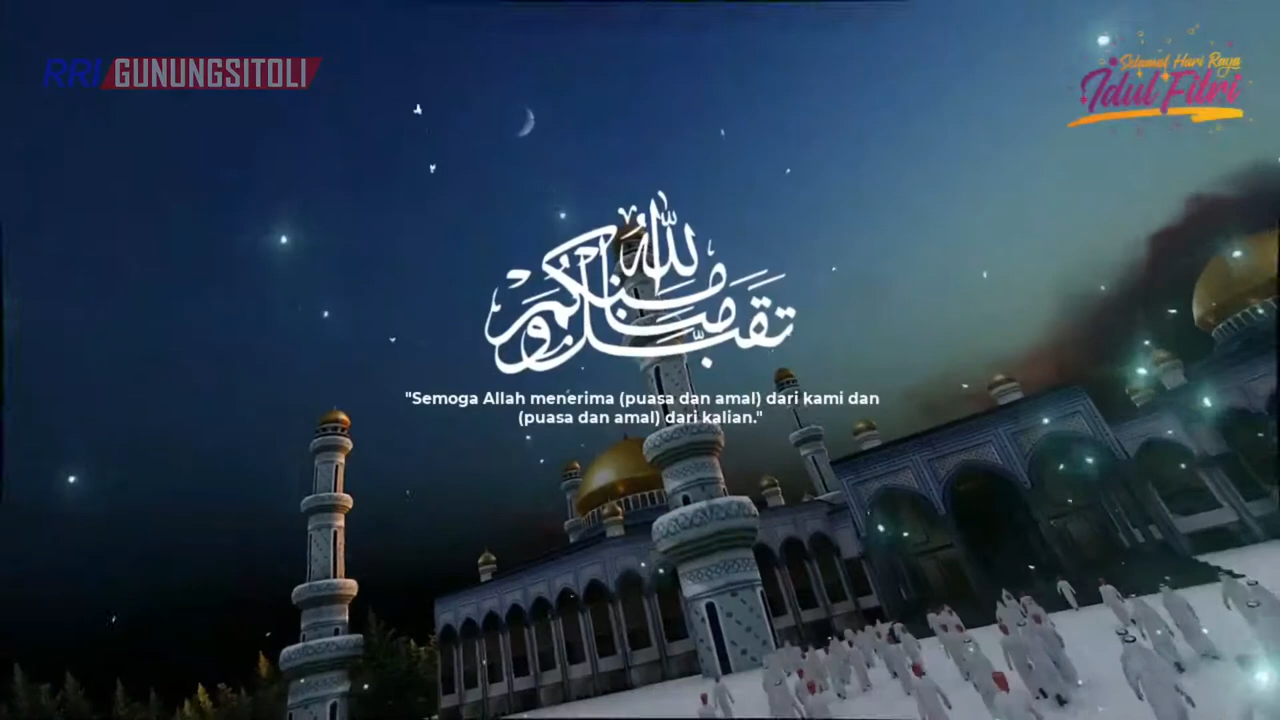 RRI GUNUNGSITOLI
Selamat Hari Raya
Idul Fitri
تقبل الله منا ومنكم
"Semoga Allah menerima (puasa dan amal) dari kami dan
(puasa dan amal) dari kalian."